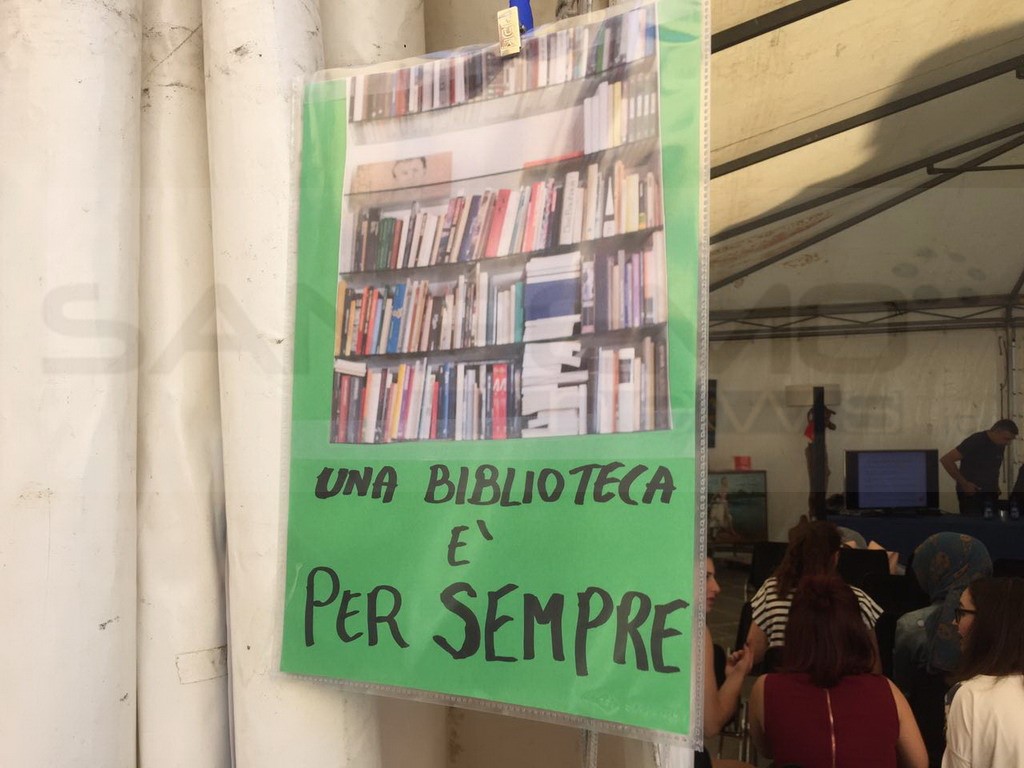 UNA BIBLIOTECA
E`
PER SEMPRE